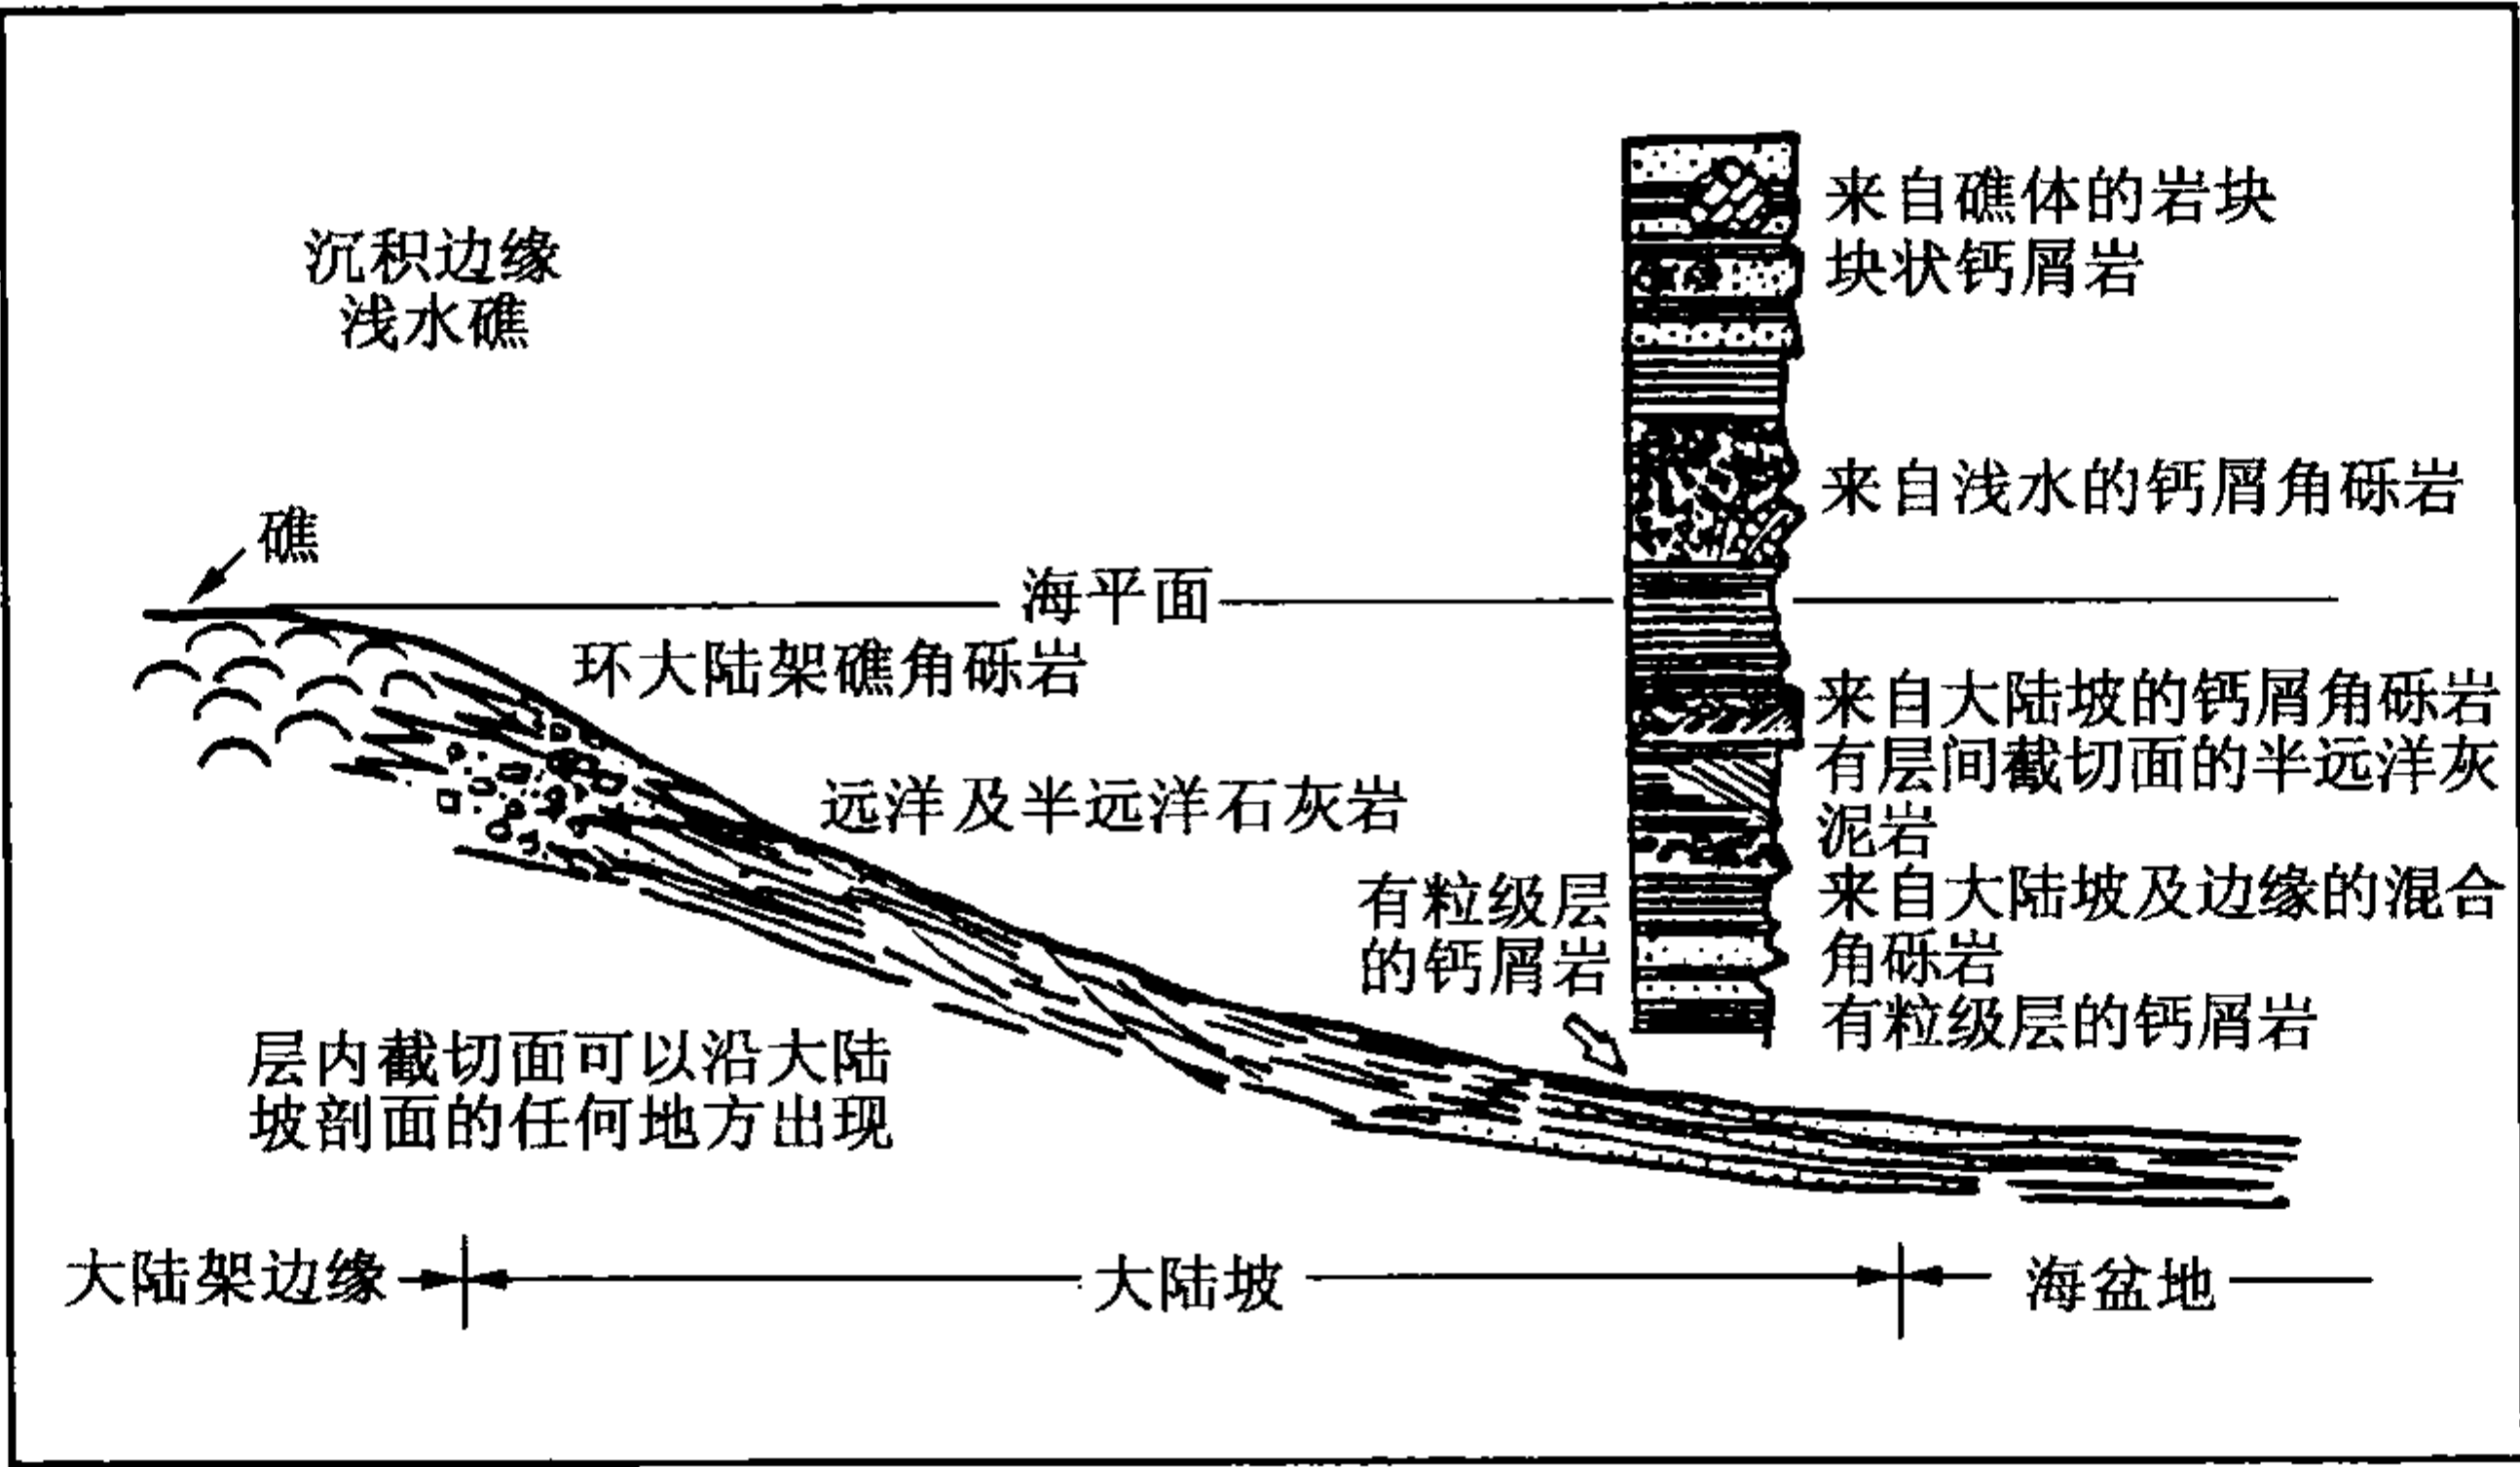 沉积边缘
浅水礁
礁
海平面
环大陆架礁角砾岩
远洋及半远洋石灰岩
有粒级层
的钙屑岩
层内截切面可以沿大陆
坡剖面的任何地方出现
来自礁体的岩块
块状钙屑岩
来自浅水的钙屑角砾岩
来自大陆坡的钙屑角砾岩
有层间截切面的半远洋灰
泥岩
来自大陆坡及边缘的混合
角砾岩
有粒级层的钙屑岩
大陆架边缘
大陆坡
海盆地